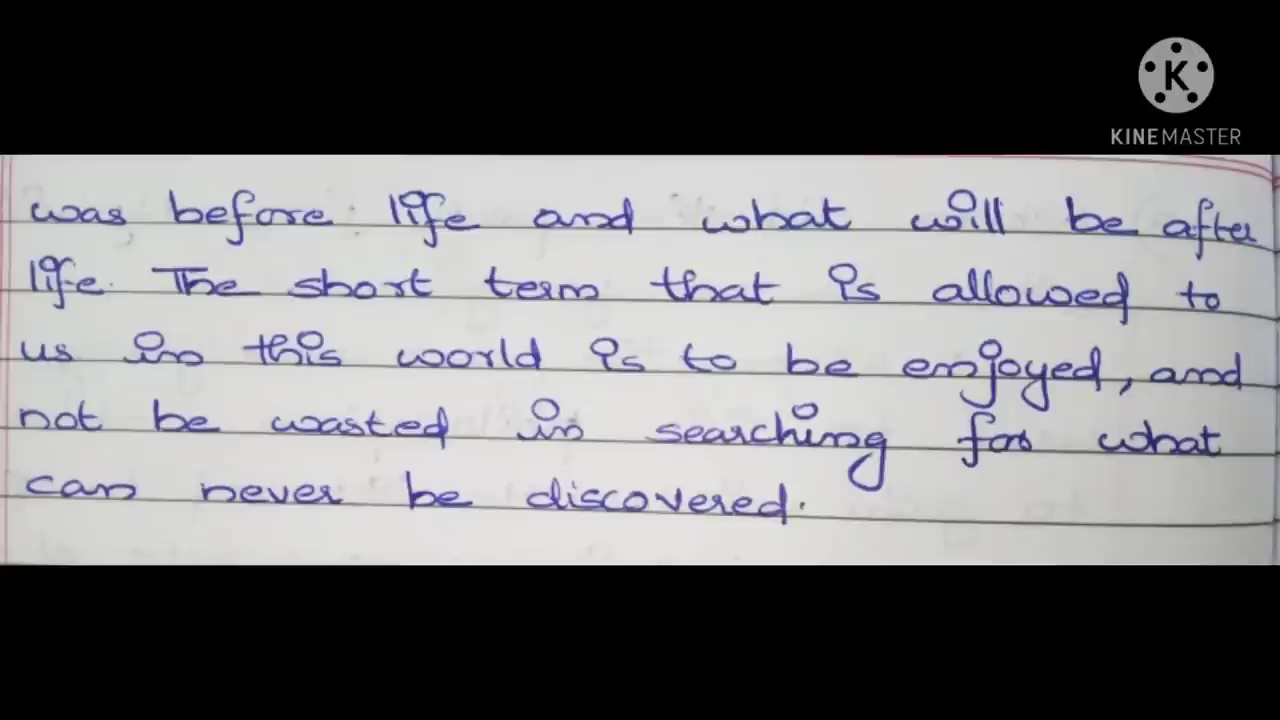 K
KINEMASTER
was before life and what will be after
life. The short term that is allowed to
us in this world is to be enjoyed, and
not be wasted in searching for what
can never be discovered.